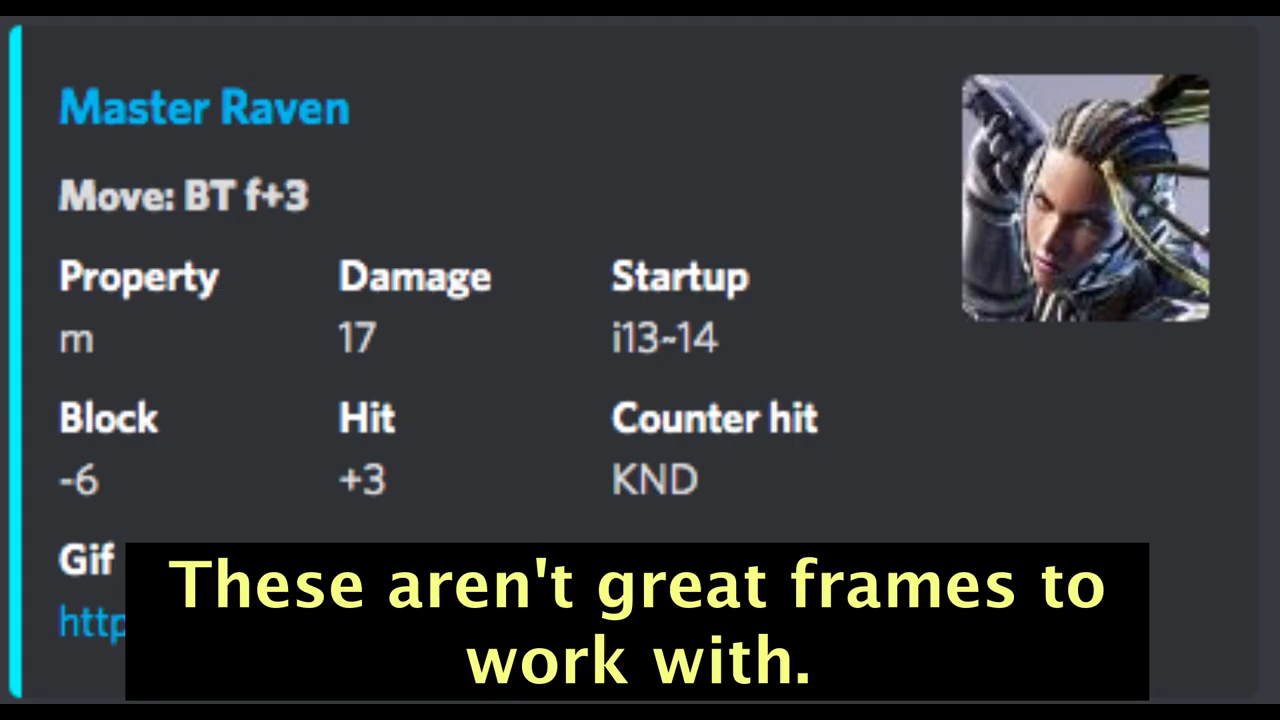 Master Raven
Move: BT f+3
Property Damage Startup
m 17 i13~14
Block Hit Counter hit
-6 +3 KND
Gif
http
These aren't great frames to
work with.